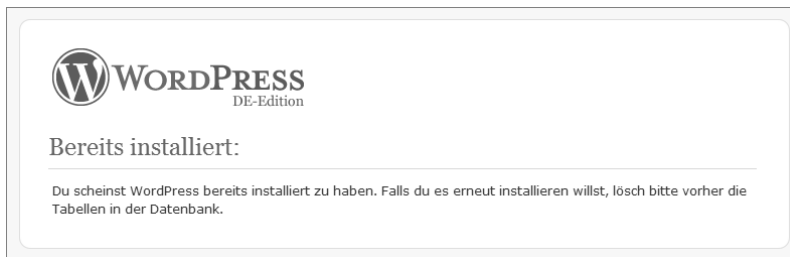 WORDPRESS
DE-Edition
Bereits installiert:
Du scheinst WordPress bereits installiert zu haben. Falls du es erneut installieren willst, lösch bitte vorher die
Tabellen in der Datenbank.